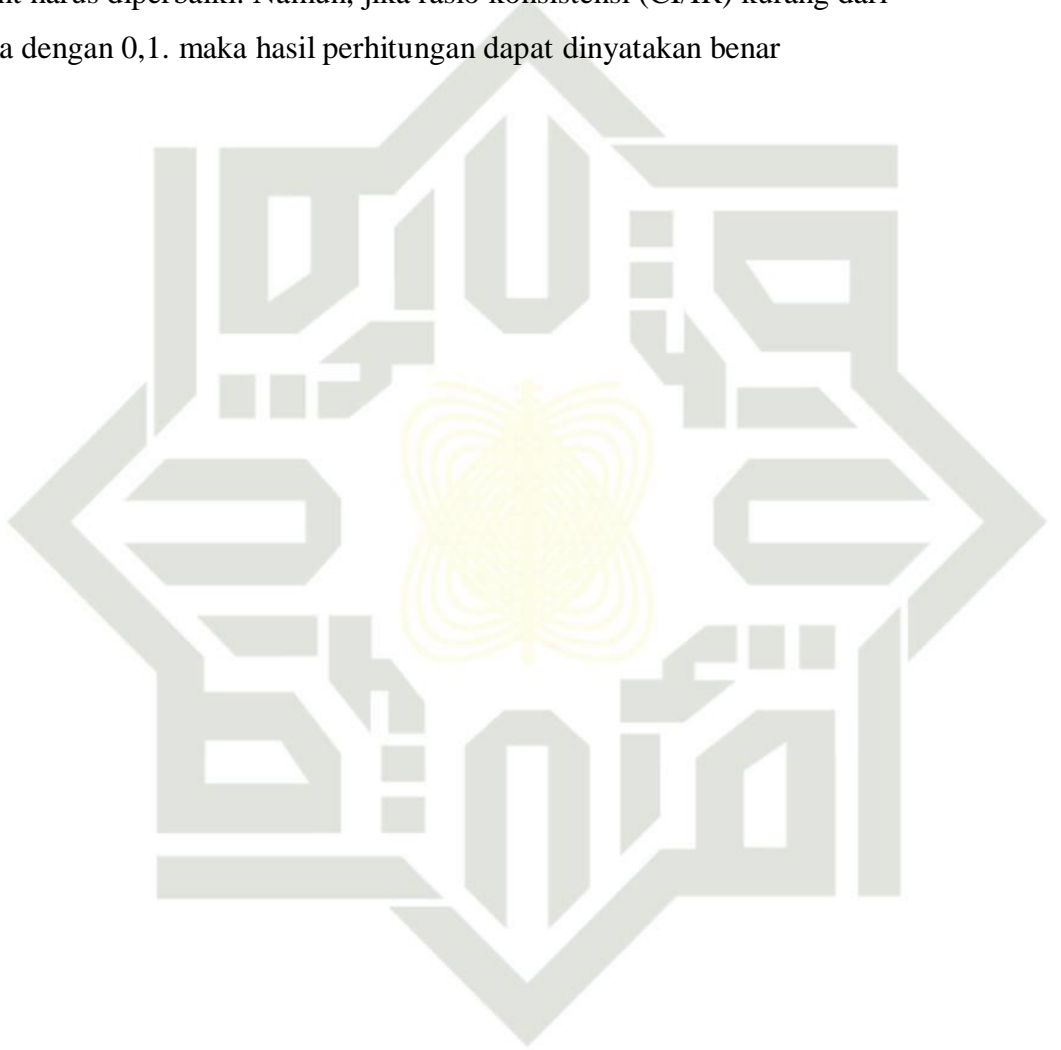 harus diperbaiki. Namun, jika rasio konsistensi (CI/IR) kurang dari
a dengan 0,1. maka hasil perhitungan dapat dinyatakan benar